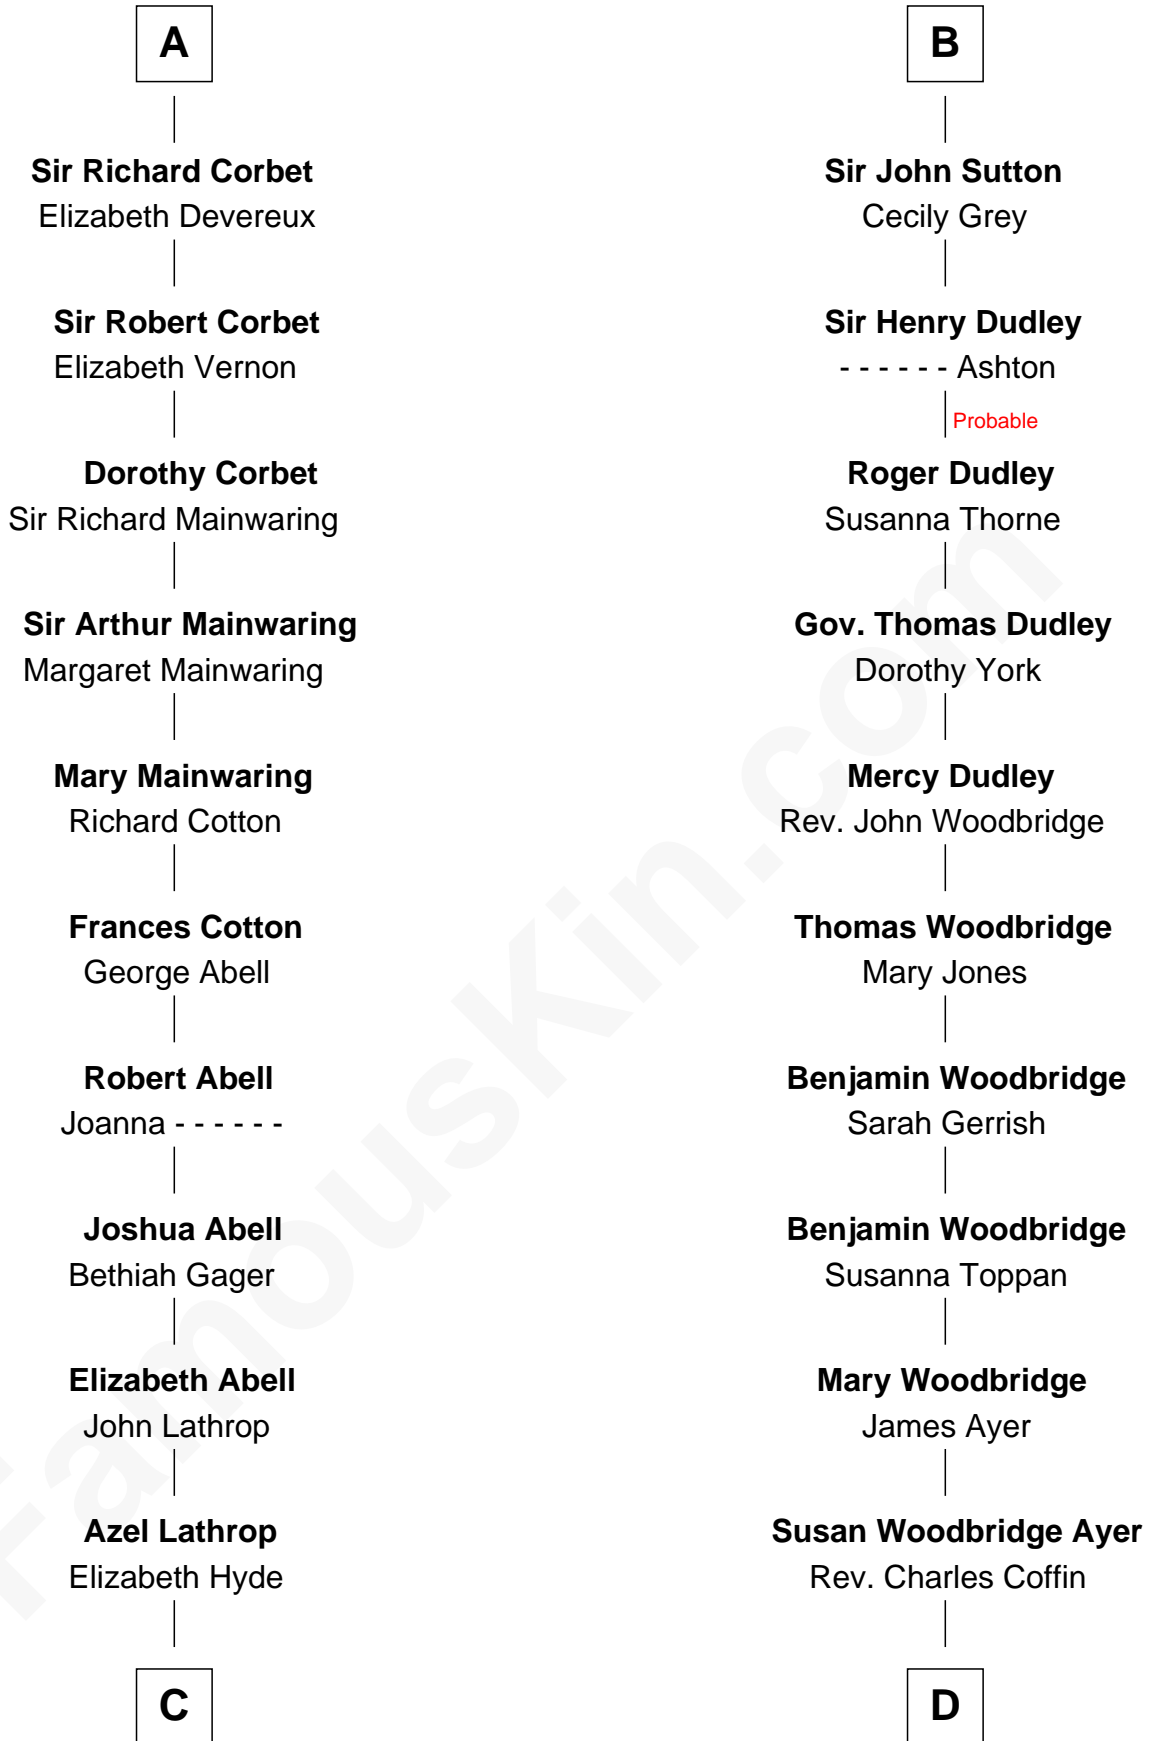 A
Sir Richard Corbet
Elizabeth Devereux
Sir Robert Corbet
Elizabeth Vernon
Dorothy Corbet
Sir Richard Mainwaring
Sir Arthur Mainwaring
Margaret Mainwaring
Mary Mainwaring
Richard Cotton
Frances Cotton
George Abell
Robert Abell
Joanna - - - - - -
Joshua Abell
Bethiah Gager
Elizabeth Abell
John Lathrop
Azel Lathrop
Elizabeth Hyde
C
B
Sir John Sutton
Cecily Grey
Sir Henry Dudley
- - - - - - Ashton
Probable
Roger Dudley
Susanna Thorne
Gov. Thomas Dudley
Dorothy York
Mercy Dudley
Rev. John Woodbridge
Thomas Woodbridge
Mary Jones
Benjamin Woodbridge
Sarah Gerrish
Benjamin Woodbridge
Susanna Toppan
Mary Woodbridge
James Ayer
Susan Woodbridge Ayer
Rev. Charles Coffin
D
FamousKin.com